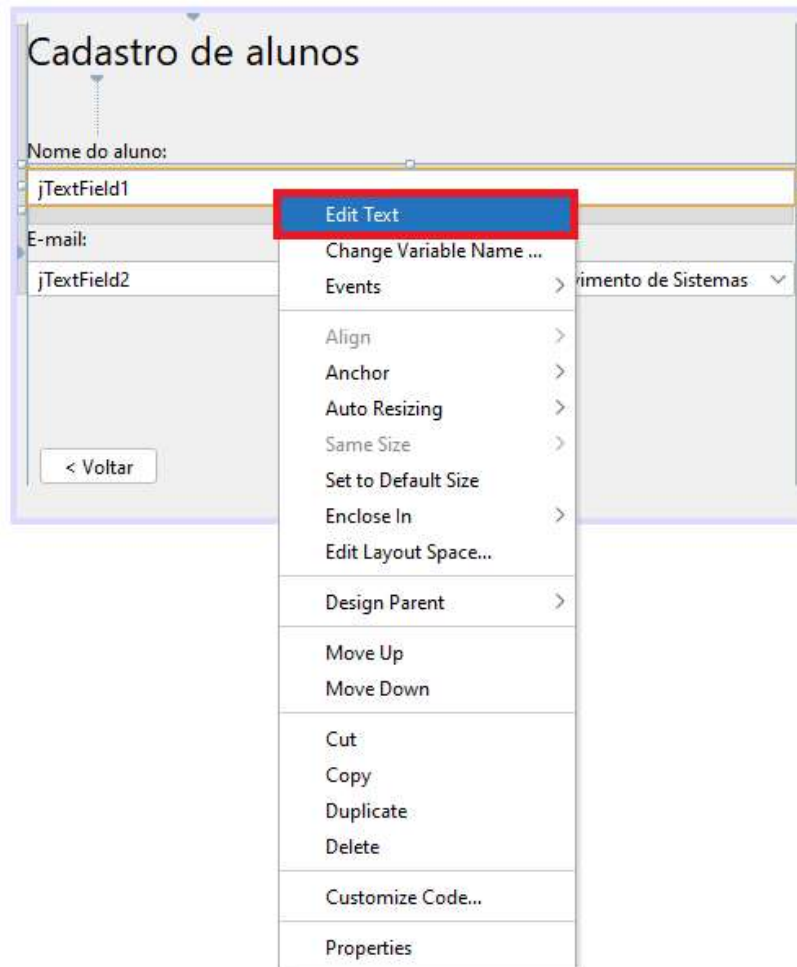 Cadastro de alunos
Nome do aluno:
jTextField1
Edit Text
E-mail:
Change Variable Name ...
jTextField2
Events
vimento de Sistemas
Align
Anchor
Auto Resizing
Same Size
< Voltar
Set to Default Size
Enclose In
Edit Layout Space...
Design Parent
Move Up
Move Down
Cut
Copy
Duplicate
Delete
Customize Code...
Properties